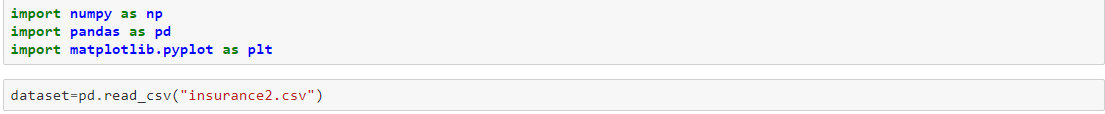 import numpy as np
import pandas as pd
import matplotlib.pyplot as plt
dataset=pd.read_csv("insurance2.csv")